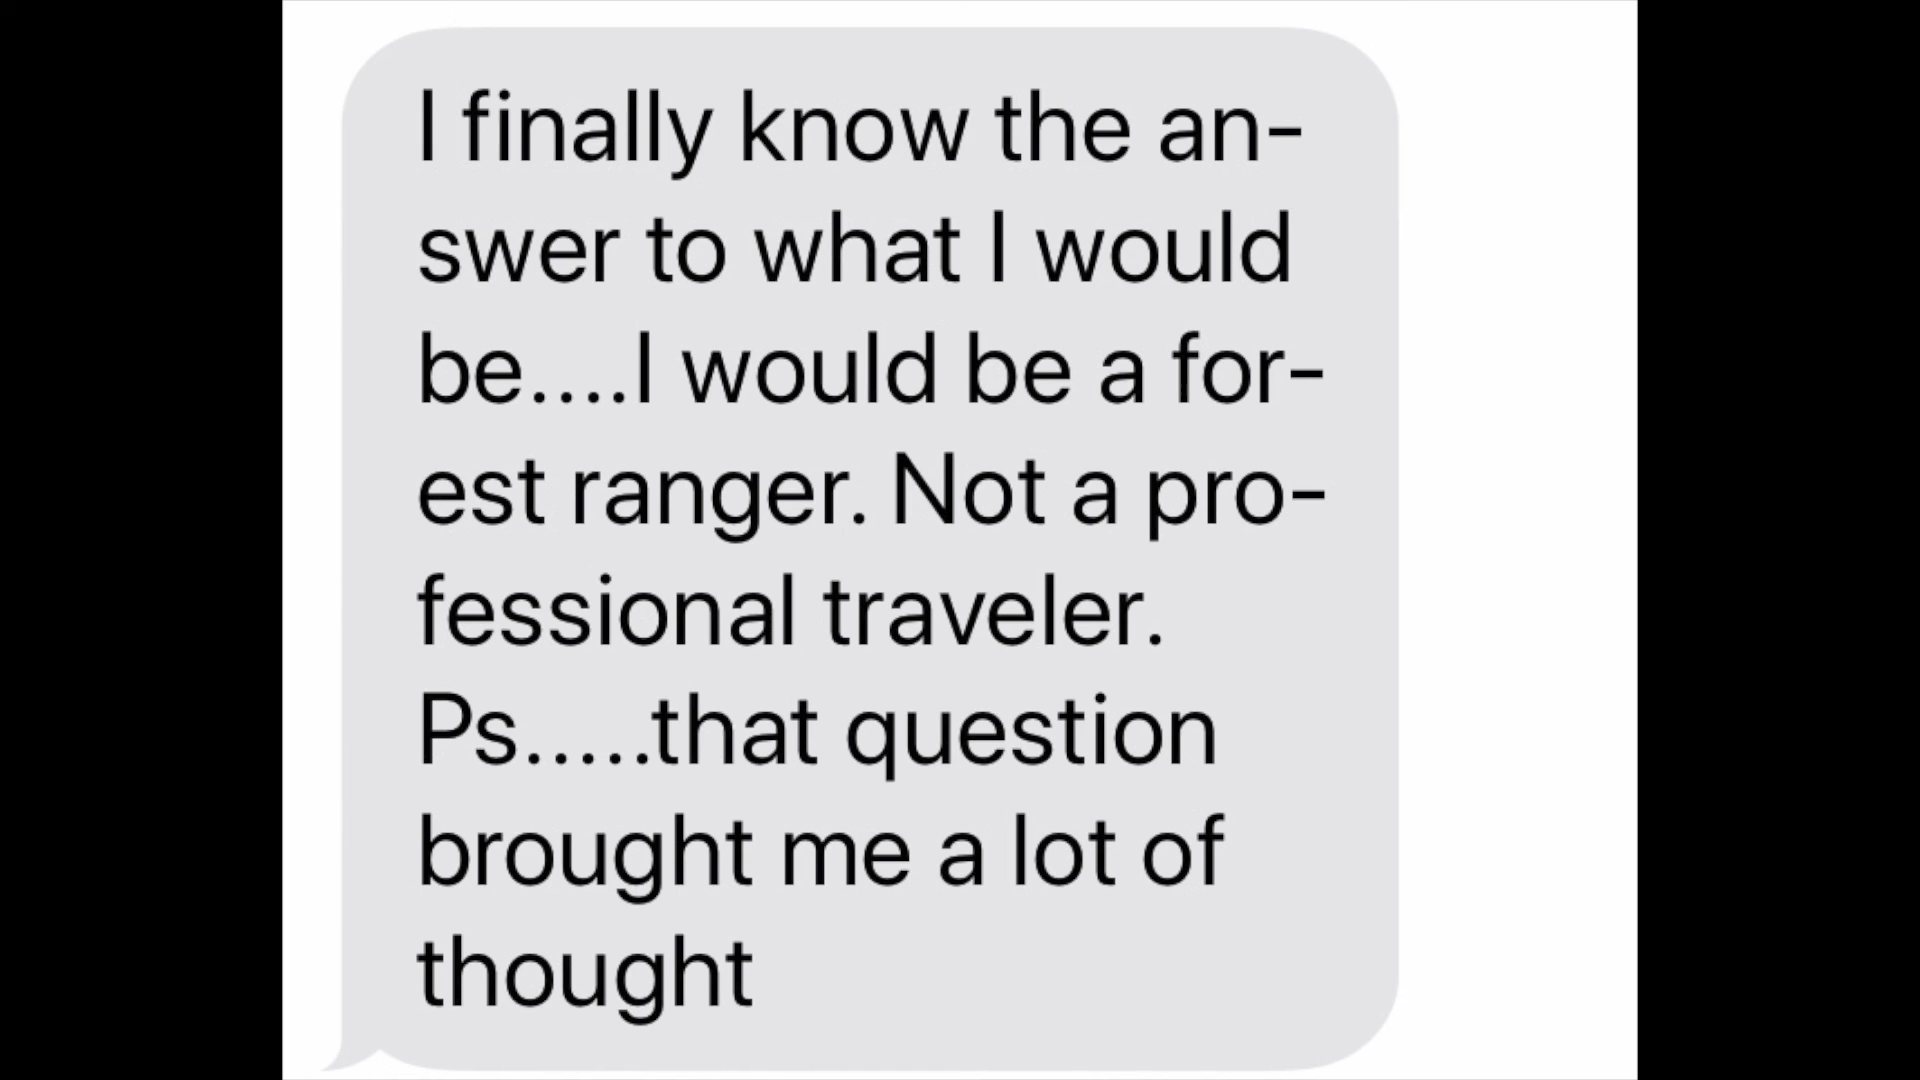 I finally know the an-
swer to what I would
be....I would be a for-
est ranger. Not a pro-
fessional traveler.
Ps.....that question
brought me a lot of
thought